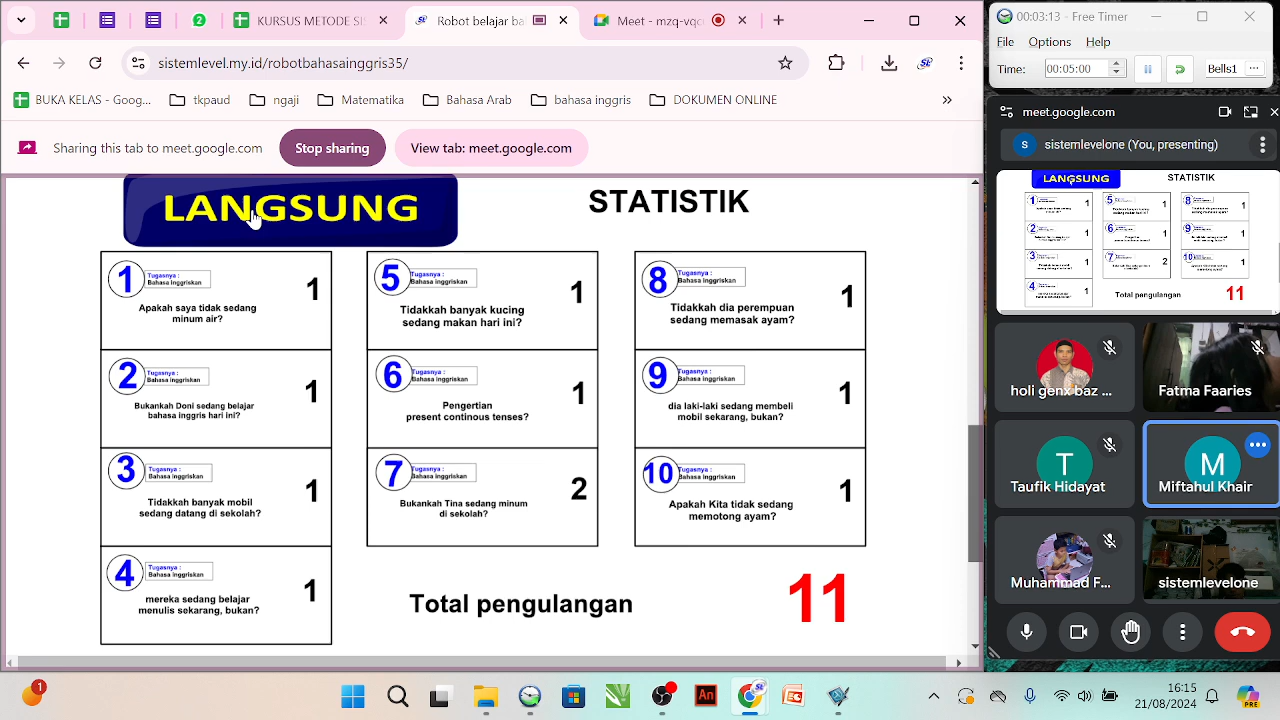 KURSUS METODE S
Robot pelajaran ba
Meet - mzq-vqrc
sistemlevel.my.id/robotbahasainggris35/
BUKA KELAS - Goog...
Matematika
Bahasa inggris
DOKUMEN ONLINE
Sharing this tab to meet.google.com
Stop sharing
View tab: meet.google.com
LANGSUNG
STATISTIK
1
Tugasnya :
Bahasa inggriskan
Apakah saya tidak sedang
minum air?
1
2
Tugasnya :
Bahasa inggriskan
Bukankah Doni sedang belajar
bahasa inggris hari ini?
1
3
Tugasnya :
Bahasa inggriskan
Tidakkah banyak mobil
sedang datang di sekolah?
1
4
Tugasnya :
Bahasa inggriskan
mereka sedang belajar
menulis sekarang, bukan?
1
5
Tugasnya :
Bahasa inggriskan
Tidakkah banyak kucing
sedang makan hari ini?
1
6
Tugasnya :
Bahasa inggriskan
Pengertian
present continous tenses?
1
7
Tugasnya :
Bahasa inggriskan
Bukankah Tina sedang minum
di sekolah?
2
8
Tugasnya :
Bahasa inggriskan
Tidakkah dia perempuan
sedang memasak ayam?
1
9
Tugasnya :
Bahasa inggriskan
dia laki-laki sedang membeli
mobil sekarang, bukan?
1
10
Tugasnya :
Bahasa inggriskan
Apakah Kita tidak sedang
memotong ayam?
1
Total pengulangan
11
00:03:13 - Free Timer
File Options Help
Time: 00:05:00
Bells1
meet.google.com
S
sistemlevelone (You, presenting)
LANGSUNG
STATISTIK
Total pengulangan
11
holi genx baz ...
Fatma Faaries
T
Taufik Hidayat
M
Miftahul Khair
Muhammad F...
sistemlevelone
1
An
16:15
21/08/2024
PRE